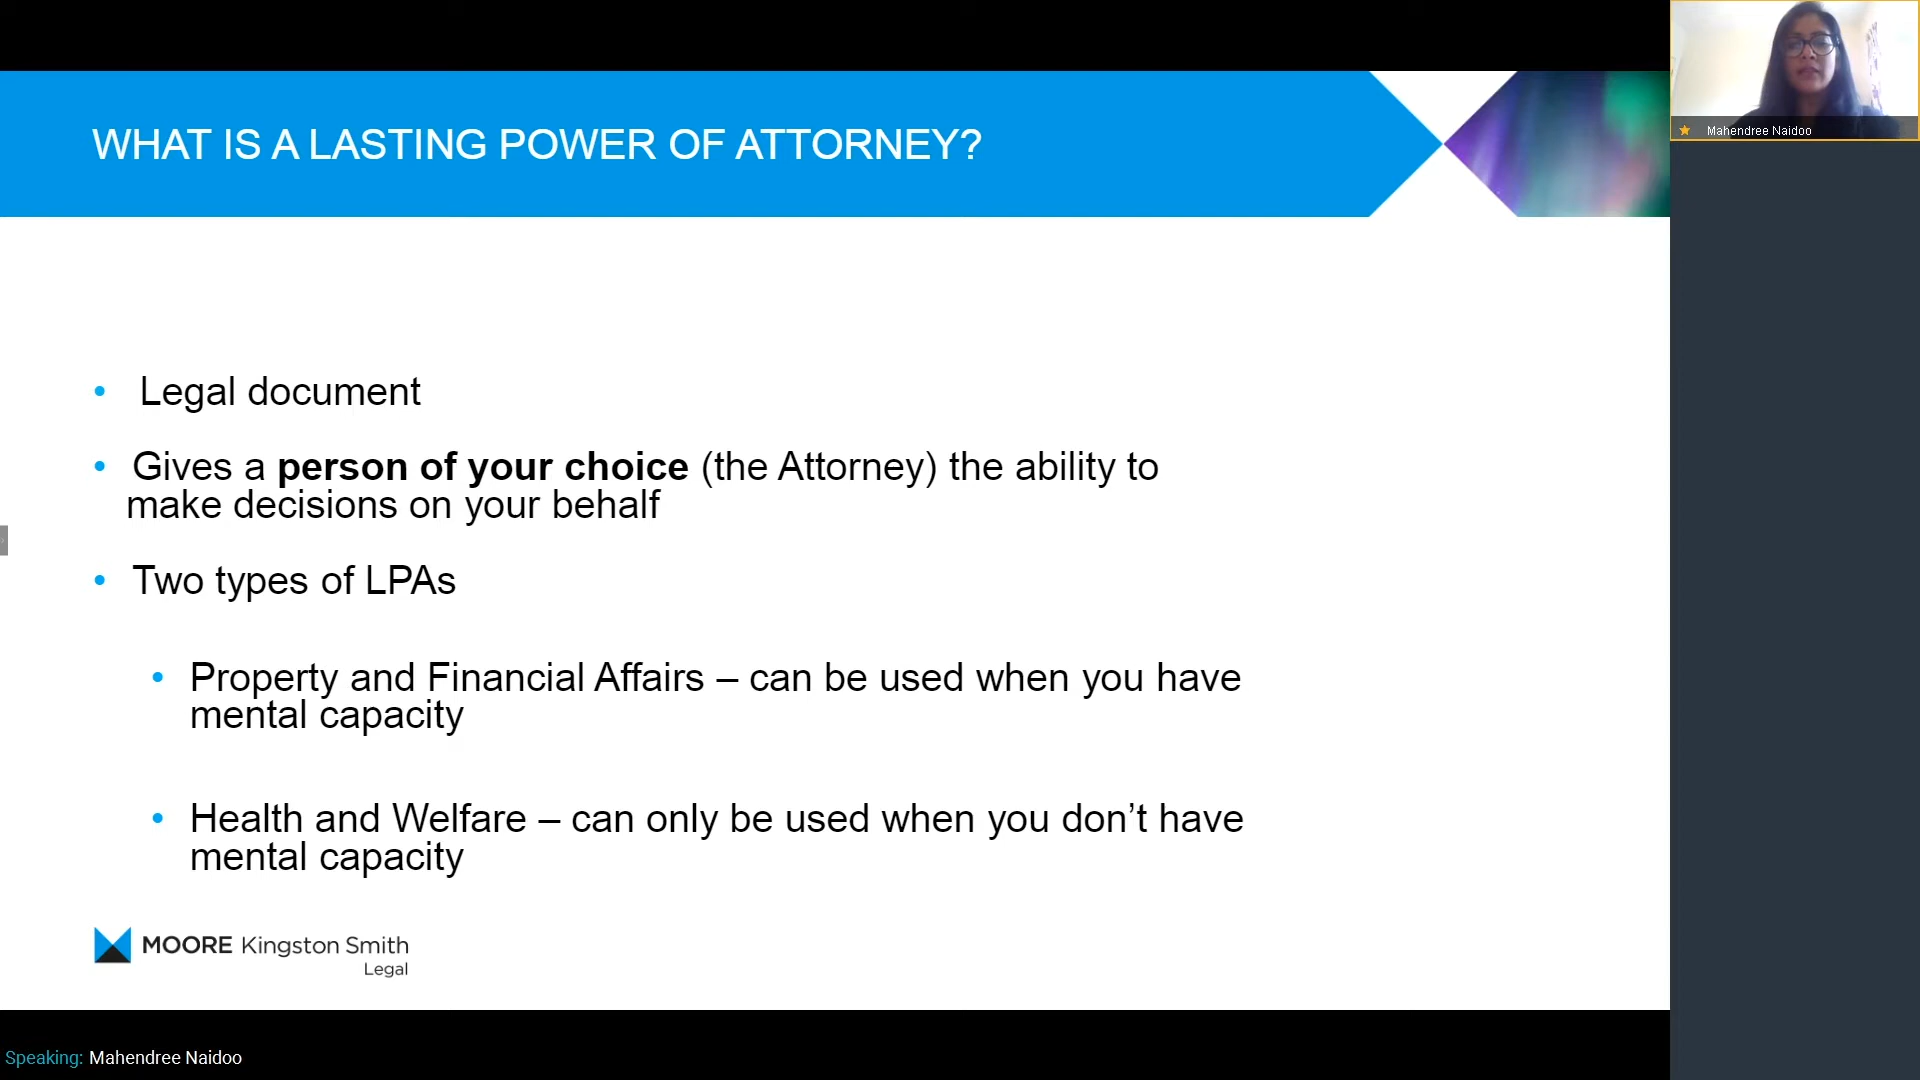 WHAT IS A LASTING POWER OF ATTORNEY?
• Legal document
• Gives a person of your choice (the Attorney) the ability to
make decisions on your behalf
• Two types of LPAs
• Property and Financial Affairs – can be used when you have
mental capacity
• Health and Welfare – can only be used when you don’t have
mental capacity
MOORE Kingston Smith
Legal
Mahendree Naidoo
Speaking: Mahendree Naidoo